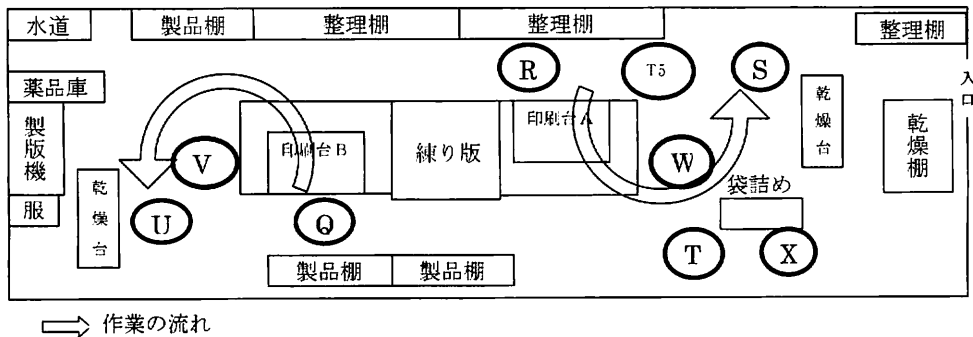 水道
製品棚
整理棚
整理棚
整理棚
R
T5
S
入口
薬品庫
乾燥台
製版機
印刷台B
練り版
印刷台A
乾燥棚
V
W
袋詰め
服
乾燥台
U
Q
T
X
製品棚
製品棚
作業の流れ